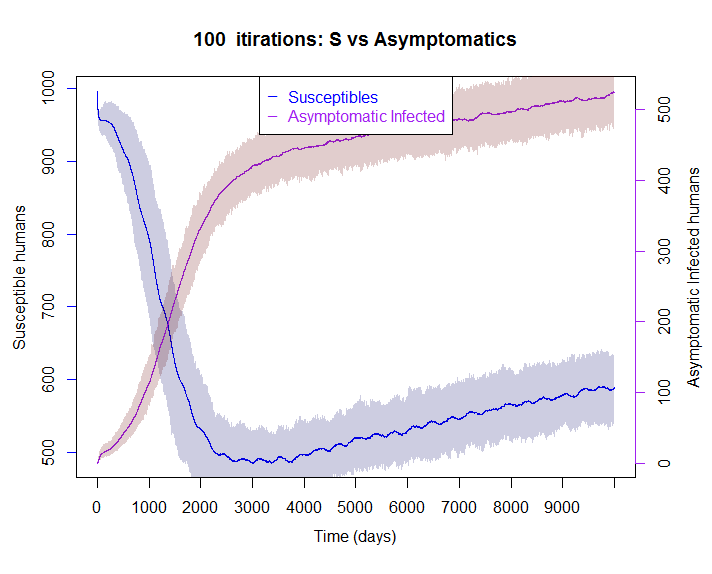 100 itirations: S vs Asymptomatics
Susceptibles
Asymptomatic Infected
Susceptible humans
500 600 700 800 900 1000
Asymptomatic Infected humans
0 100 200 300 400 500
0 1000 2000 3000 4000 5000 6000 7000 8000 9000
Time (days)